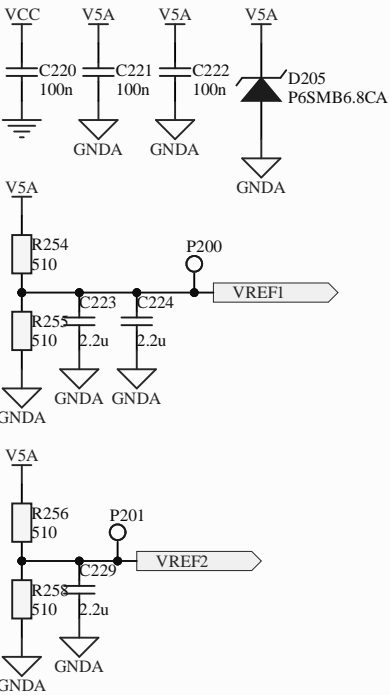 VCC V5A V5A V5A
C220 C221 C222 D205
100n 100n 100n P6SMB6.8CA
GNDA GNDA
GNDA
V5A
R254 P200
510
C223 C224 VREF1
R255
510 2.2u 2.2u
GNDA GNDA
GNDA
V5A
R256 P201
510
C229 VREF2
R258
510 2.2u
GNDA
GNDA